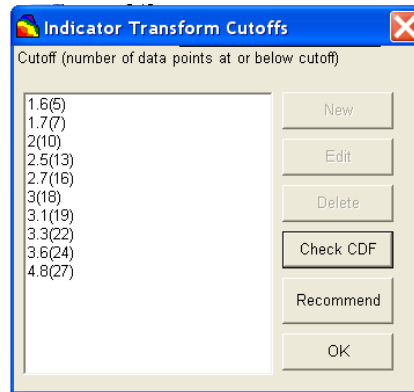 Indicator Transform Cutoffs
Cutoff (number of data points at or below cutoff)
1.6(5)
1.7(7)
2(10)
2.5(13)
2.7(16)
3(18)
3.1(19)
3.3(22)
3.6(24)
4.8(27)
New
Edit
Delete
Check CDF
Recommend
OK